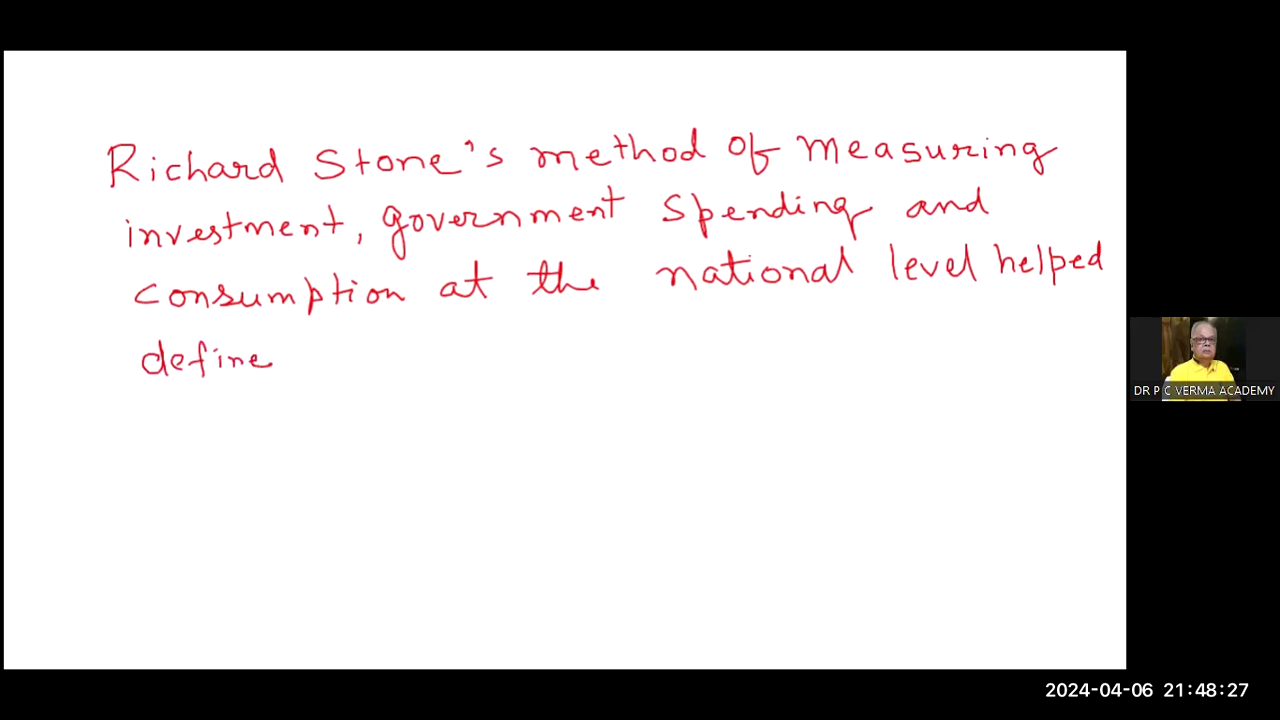 Richard Stone's method of measuring
investment, government spending and
consumption at the national level helped
define
DR P C VERMA ACADEMY
2024-04-06 21:48:27